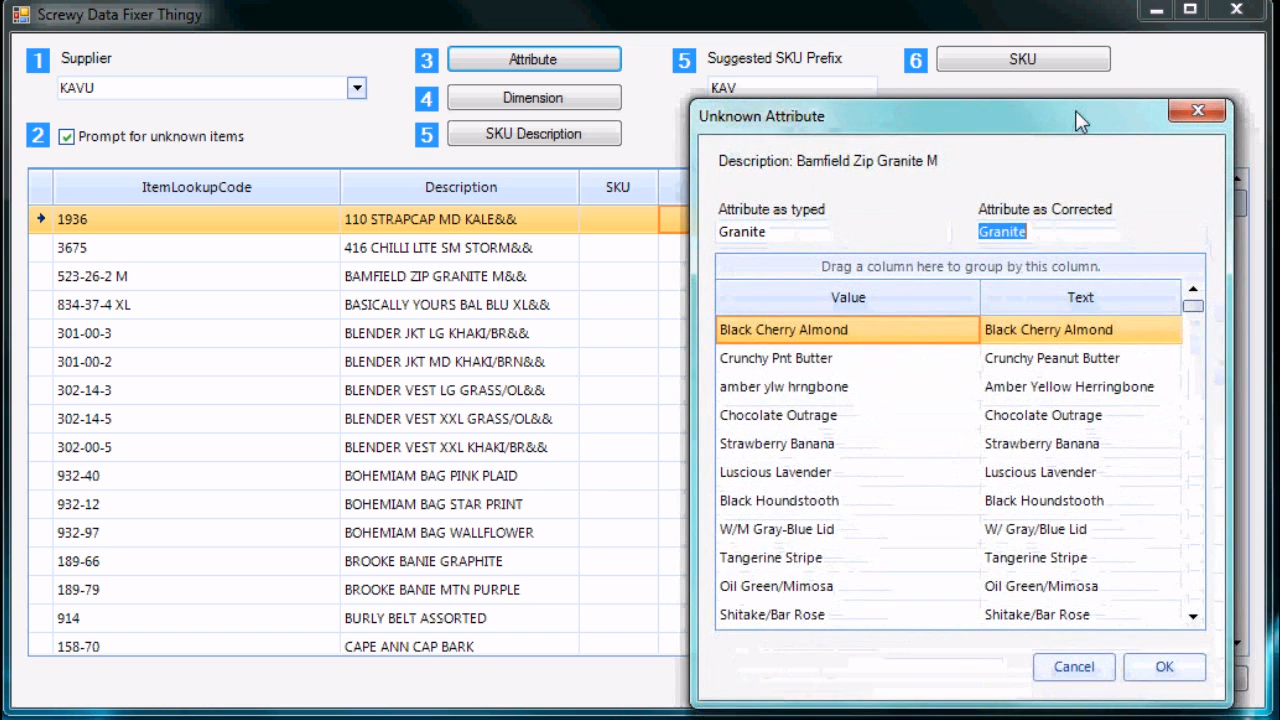 Screwy Data Fixer Thingy
1 Supplier
KAVU
2 Prompt for unknown items
3 Attribute
4 Dimension
5 SKU Description
5 Suggested SKU Prefix
KAV
6 SKU
ItemLookupCode Description SKU
1936 110 STRAPCAP MD KALE&&
3675 416 CHILLI LITE SM STORM&&
523-26-2 M BAMFIELD ZIP GRANITE M&&
834-37-4 XL BASICALLY YOURS BAL BLU XL&&
301-00-3 BLENDER JKT LG KHAKI/BR&&
301-00-2 BLENDER JKT MD KHAKI/BRN&&
302-14-3 BLENDER VEST LG GRASS/OL&&
302-14-5 BLENDER VEST XXL GRASS/OL&&
302-00-5 BLENDER VEST XXL KHAKI/BR&&
932-40 BOHEMIAM BAG PINK PLAID
932-12 BOHEMIAM BAG STAR PRINT
932-97 BOHEMIAM BAG WALLFLOWER
189-66 BROOKE BANIE GRAPHITE
189-79 BROOKE BANIE MTN PURPLE
914 BURLY BELT ASSORTED
158-70 CAPE ANN CAP BARK
Unknown Attribute
Description: Bamfield Zip Granite M
Attribute as typed Attribute as Corrected
Granite Granite
Drag a column here to group by this column.
Value Text
Black Cherry Almond Black Cherry Almond
Crunchy Pnt Butter Crunchy Peanut Butter
amber ylw hrngbone Amber Yellow Herringbone
Chocolate Outrage Chocolate Outrage
Strawberry Banana Strawberry Banana
Luscious Lavender Luscious Lavender
Black Houndstooth Black Houndstooth
W/M Gray-Blue Lid W/ Gray/Blue Lid
Tangerine Stripe Tangerine Stripe
Oil Green/Mimosa Oil Green/Mimosa
Shitake/Bar Rose Shitake/Bar Rose
Cancel OK